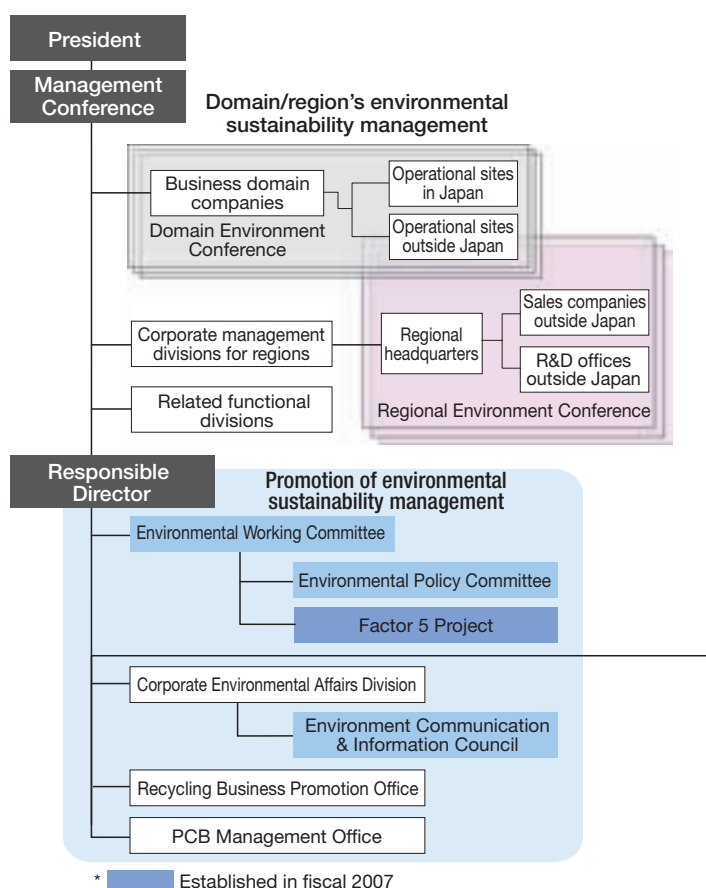 President
Management
Conference
Domain/region's environmental
sustainability management
Business domain
companies
Operational sites
in Japan
Operational sites
outside Japan
Domain Environment
Conference
Corporate management
divisions for regions
Regional
headquarters
Sales companies
outside Japan
R&D offices
outside Japan
Related functional
divisions
Regional Environment Conference
Responsible
Director
Promotion of environmental
sustainability management
Environmental Working Committee
Environmental Policy Committee
Factor 5 Project
Corporate Environmental Affairs Division
Environment Communication
& Information Council
Recycling Business Promotion Office
PCB Management Office
* Established in fiscal 2007